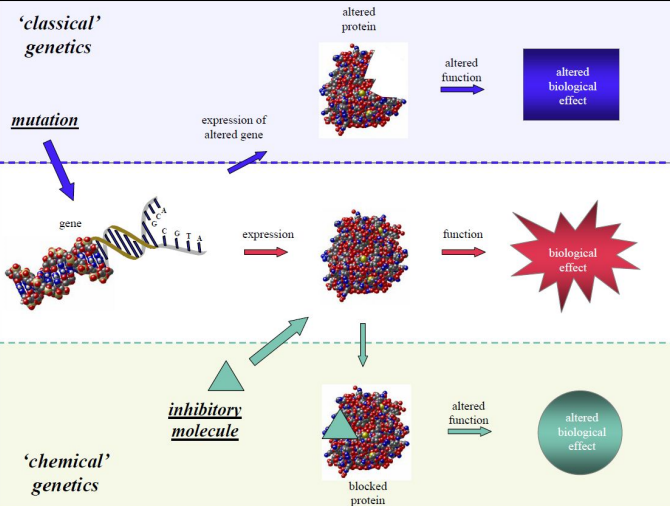 ‘classical’
genetics
altered
protein
altered
function
altered
biological
effect
mutation
expression of
altered gene
gene
G C A
C G T A
expression
function
biological
effect
inhibitory
molecule
altered
function
altered
biological
effect
blocked
protein
‘chemical’
genetics